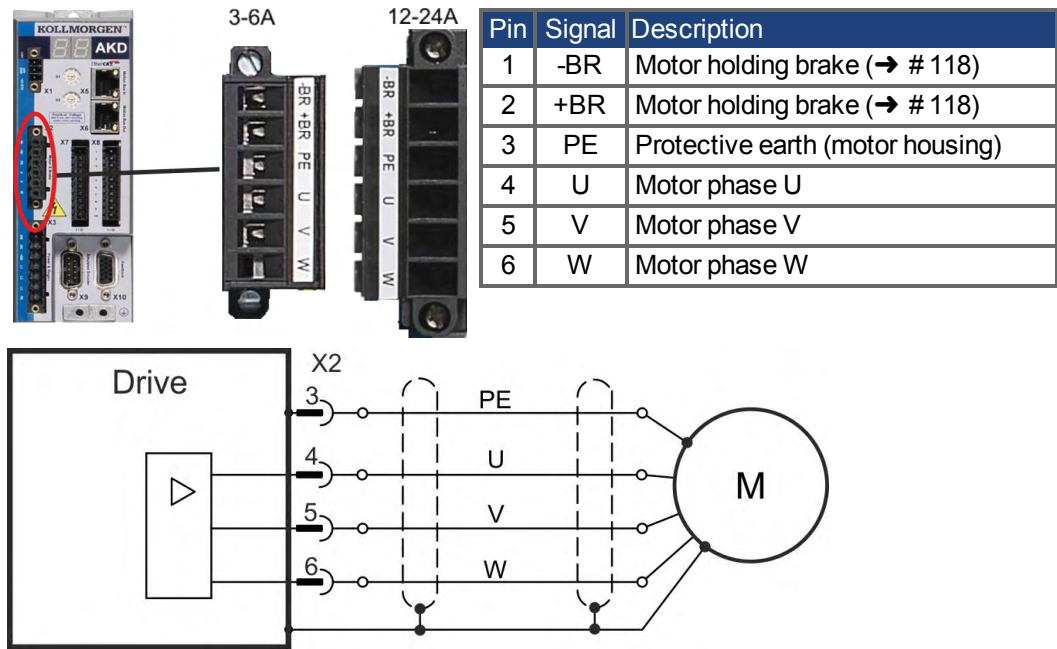 3-6A
12-24A
KOLLMORGEN
AKD
EtherCAT
X1
X5
X6
X7
X8
X3
X9
X10
-BR +BR PE U V W
-BR +BR PE U V W
Pin Signal Description
1 -BR Motor holding brake (➜ # 118)
2 +BR Motor holding brake (➜ # 118)
3 PE Protective earth (motor housing)
4 U Motor phase U
5 V Motor phase V
6 W Motor phase W
Drive
X2
3 PE
4 U
5 V
6 W
M